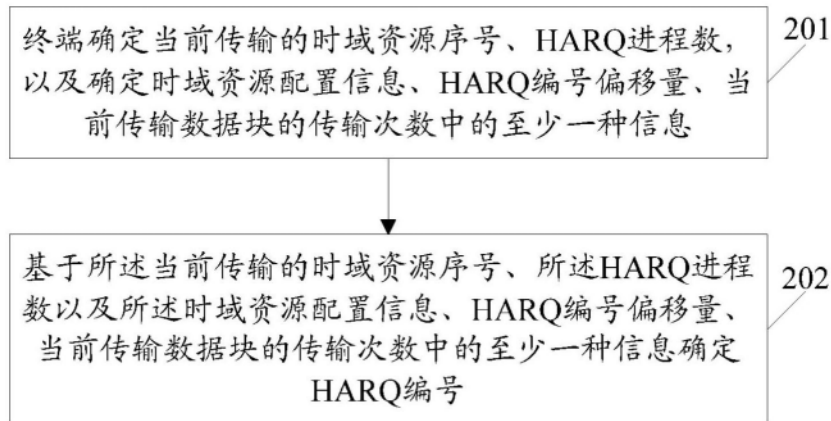 终端确定当前传输的时域资源序号、HARQ进程数，
以及确定时域资源配置信息、HARQ编号偏移量、当
前传输数据块的传输次数中的至少一种信息
201
基于所述当前传输的时域资源序号、所述HARQ进程
数以及所述时域资源配置信息、HARQ编号偏移量、
当前传输数据块的传输次数中的至少一种信息确定
HARQ编号
202